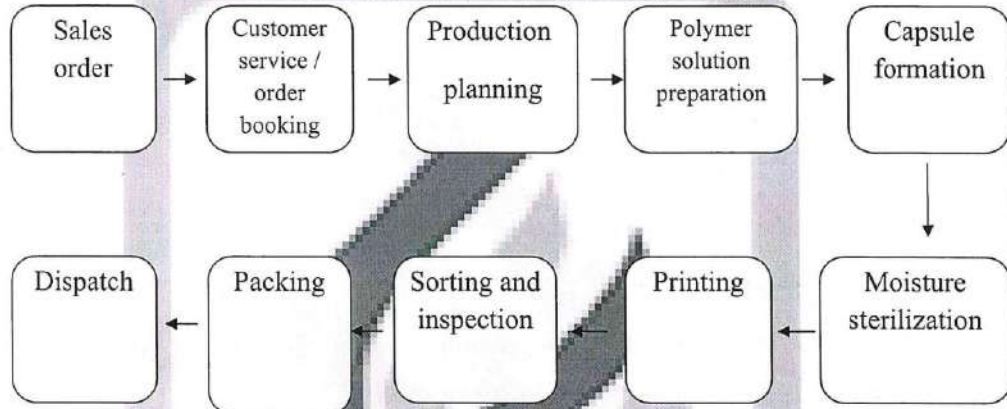 Sales
order
Customer
service /
order
booking
Production
planning
Polymer
solution
preparation
Capsule
formation
Moisture
sterilization
Printing
Sorting and
inspection
Packing
Dispatch